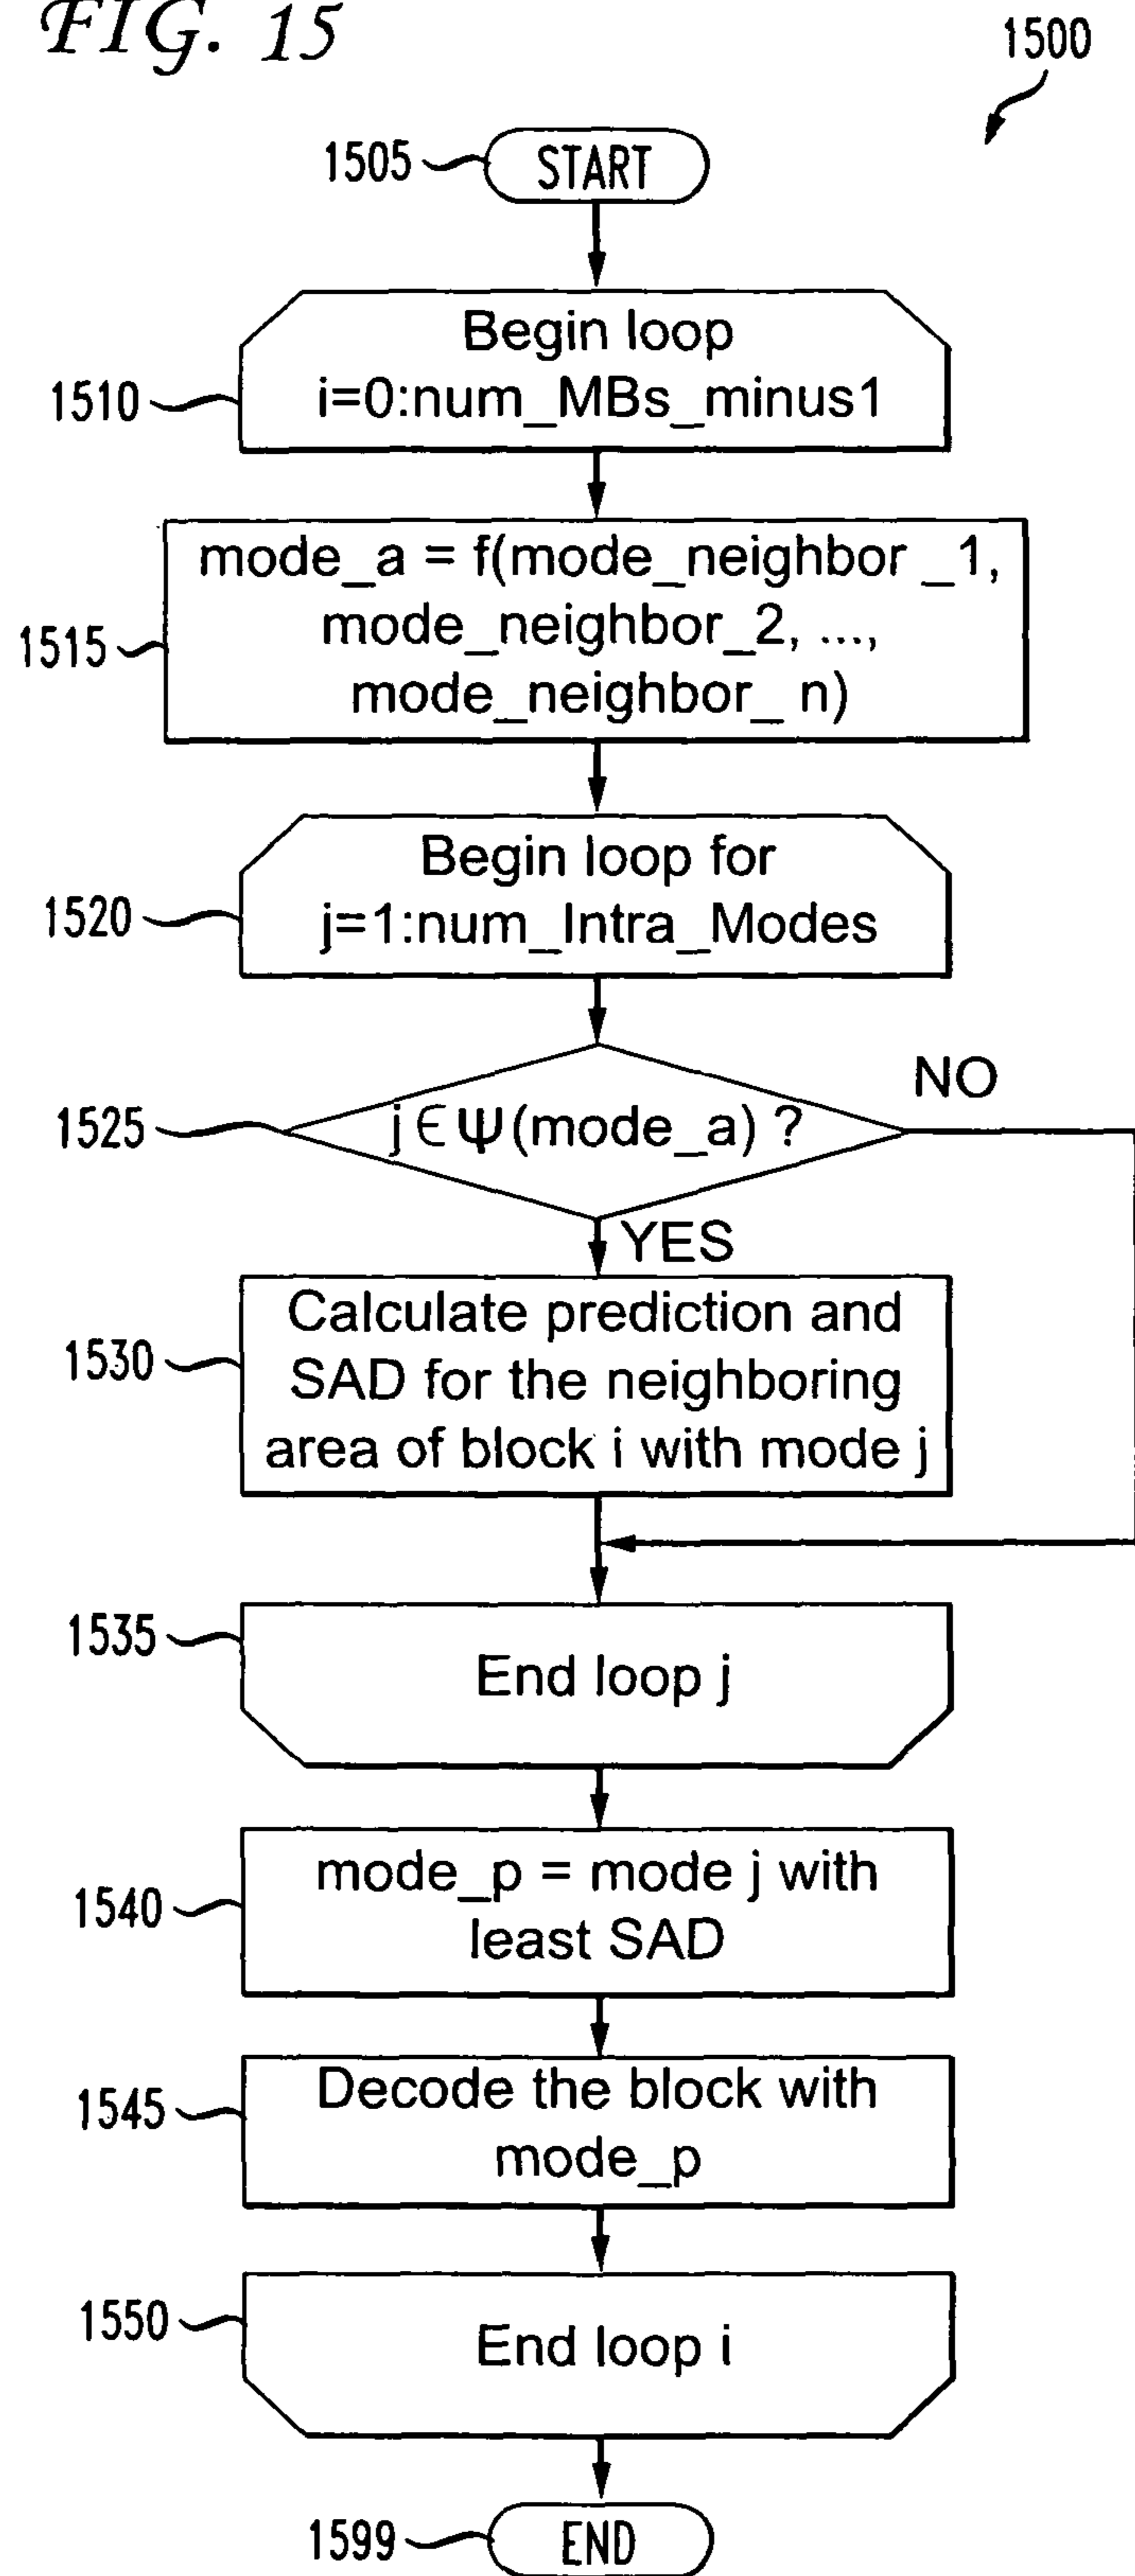 FIG. 15
1500
1505
START
Begin loop
i=0:num_MBs_minus1
1510
mode_a = f(mode_neighbor _1,
mode_neighbor_2, ...,
mode_neighbor_ n)
1515
Begin loop for
j=1:num_Intra_Modes
1520
NO
j ∈ Ψ(mode_a) ?
1525
YES
Calculate prediction and
SAD for the neighboring
area of block i with mode j
1530
1535
End loop j
mode_p = mode j with
least SAD
1540
Decode the block with
mode_p
1545
1550
End loop i
1599
END